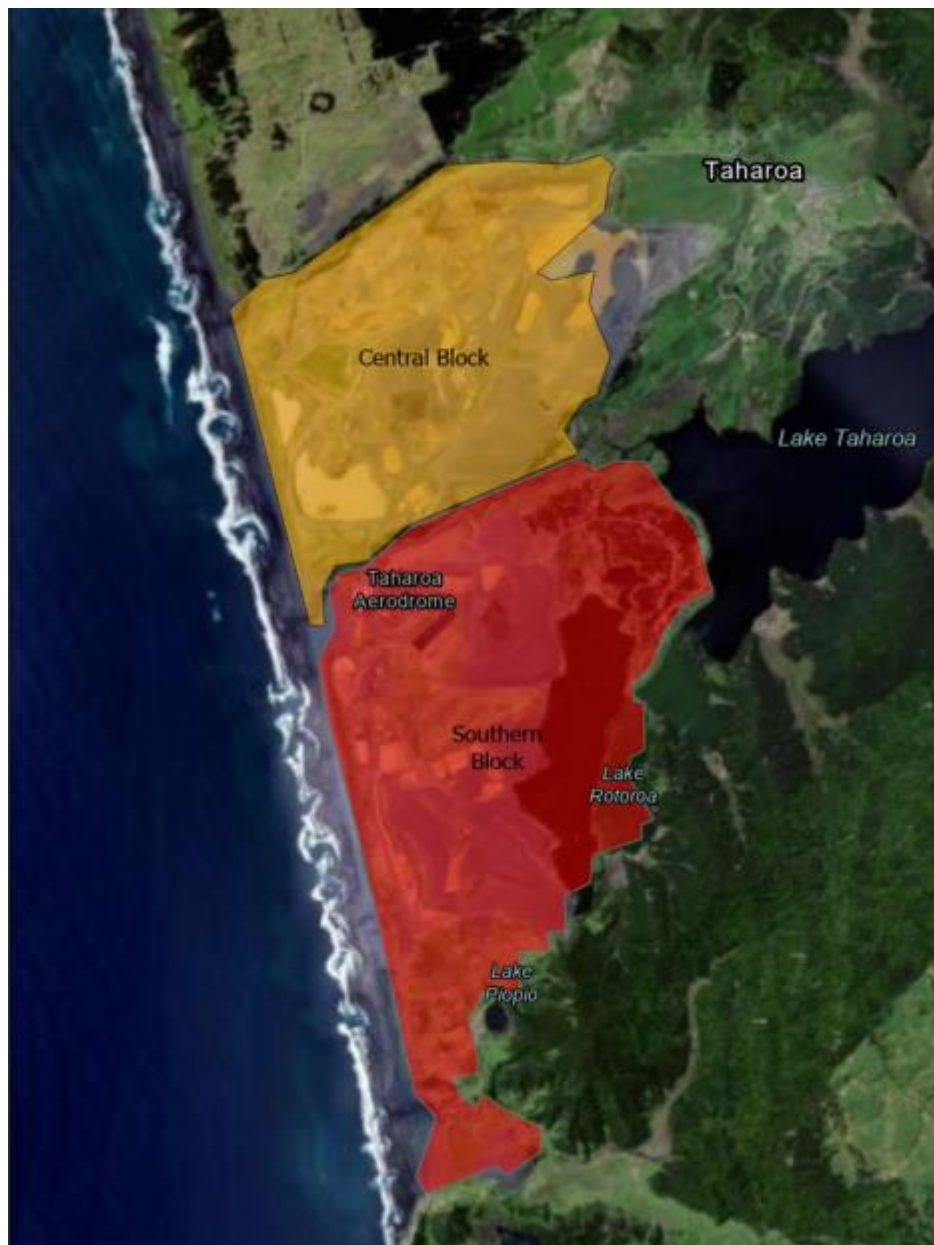 Taharoa
Central Block
Lake Taharoa
Taharoa
Aerodrome
Southern
Block
Lake
Rotoroa
Lake
Piopio